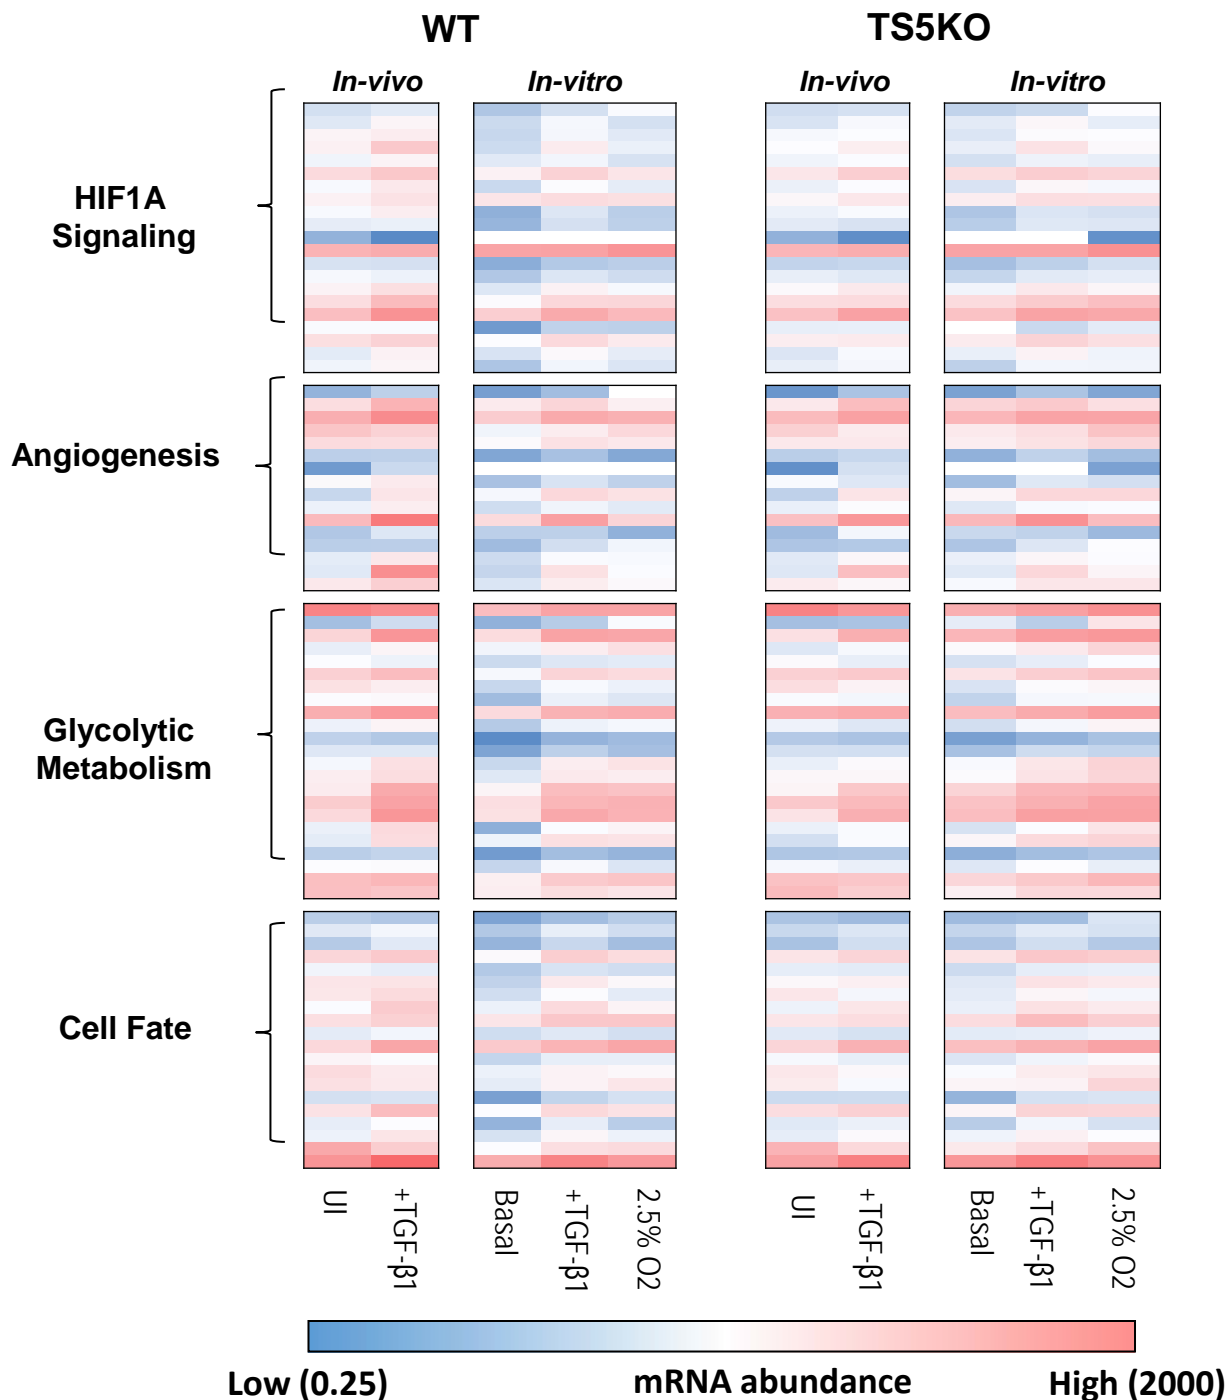 WT TS5KO
In-vivo In-vitro In-vivo In-vitro
HIF1A
Signaling
Angiogenesis
Glycolytic
Metabolism
Cell Fate
UI +TGF-β1 Basal +TGF-β1 2.5% O2 UI +TGF-β1 Basal +TGF-β1 2.5% O2
Low (0.25) mRNA abundance High (2000)